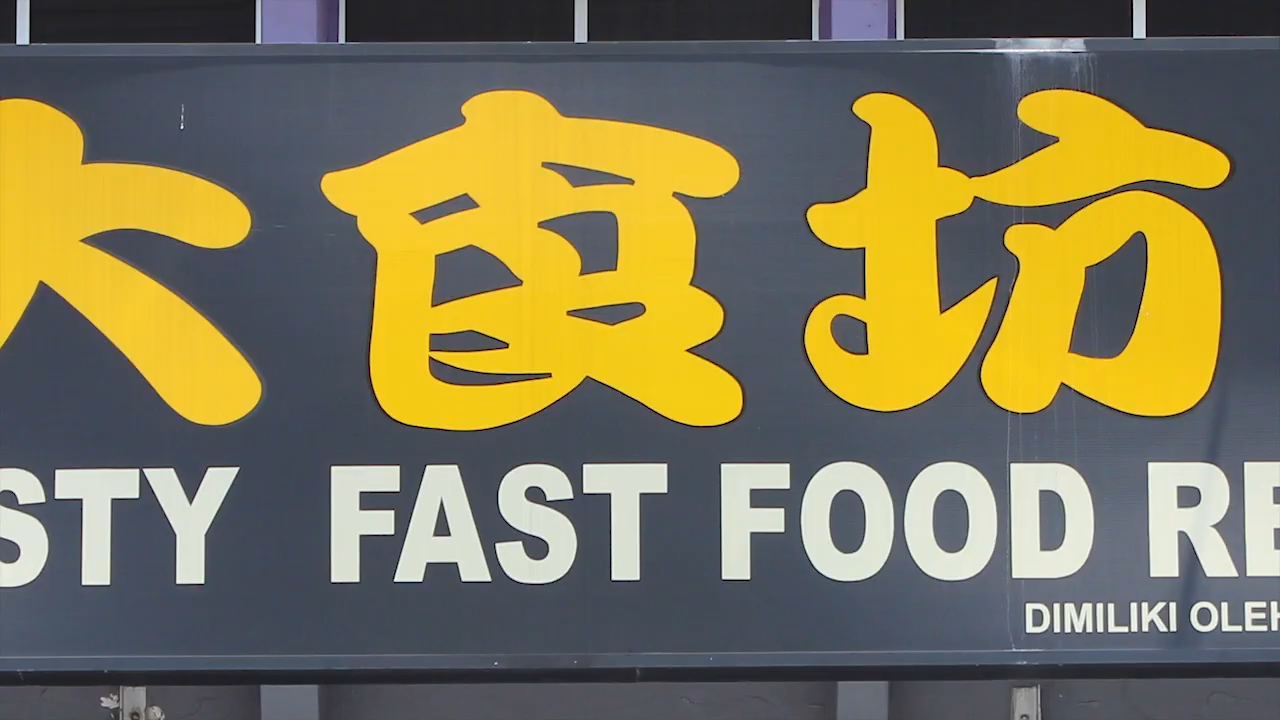 大食坊
STY FAST FOOD RE
DIMILIKI OLEH